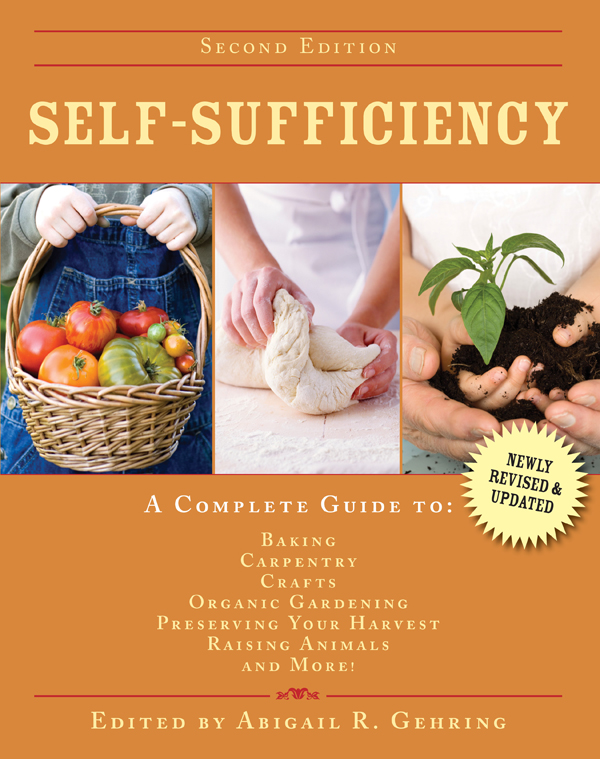 Second Edition
SELF-SUFFICIENCY
NEWLY
REVISED &
UPDATED
A Complete Guide to:
Baking
Carpentry
Crafts
Organic Gardening
Preserving Your Harvest
Raising Animals
and More!
Edited by Abigail R. Gehring